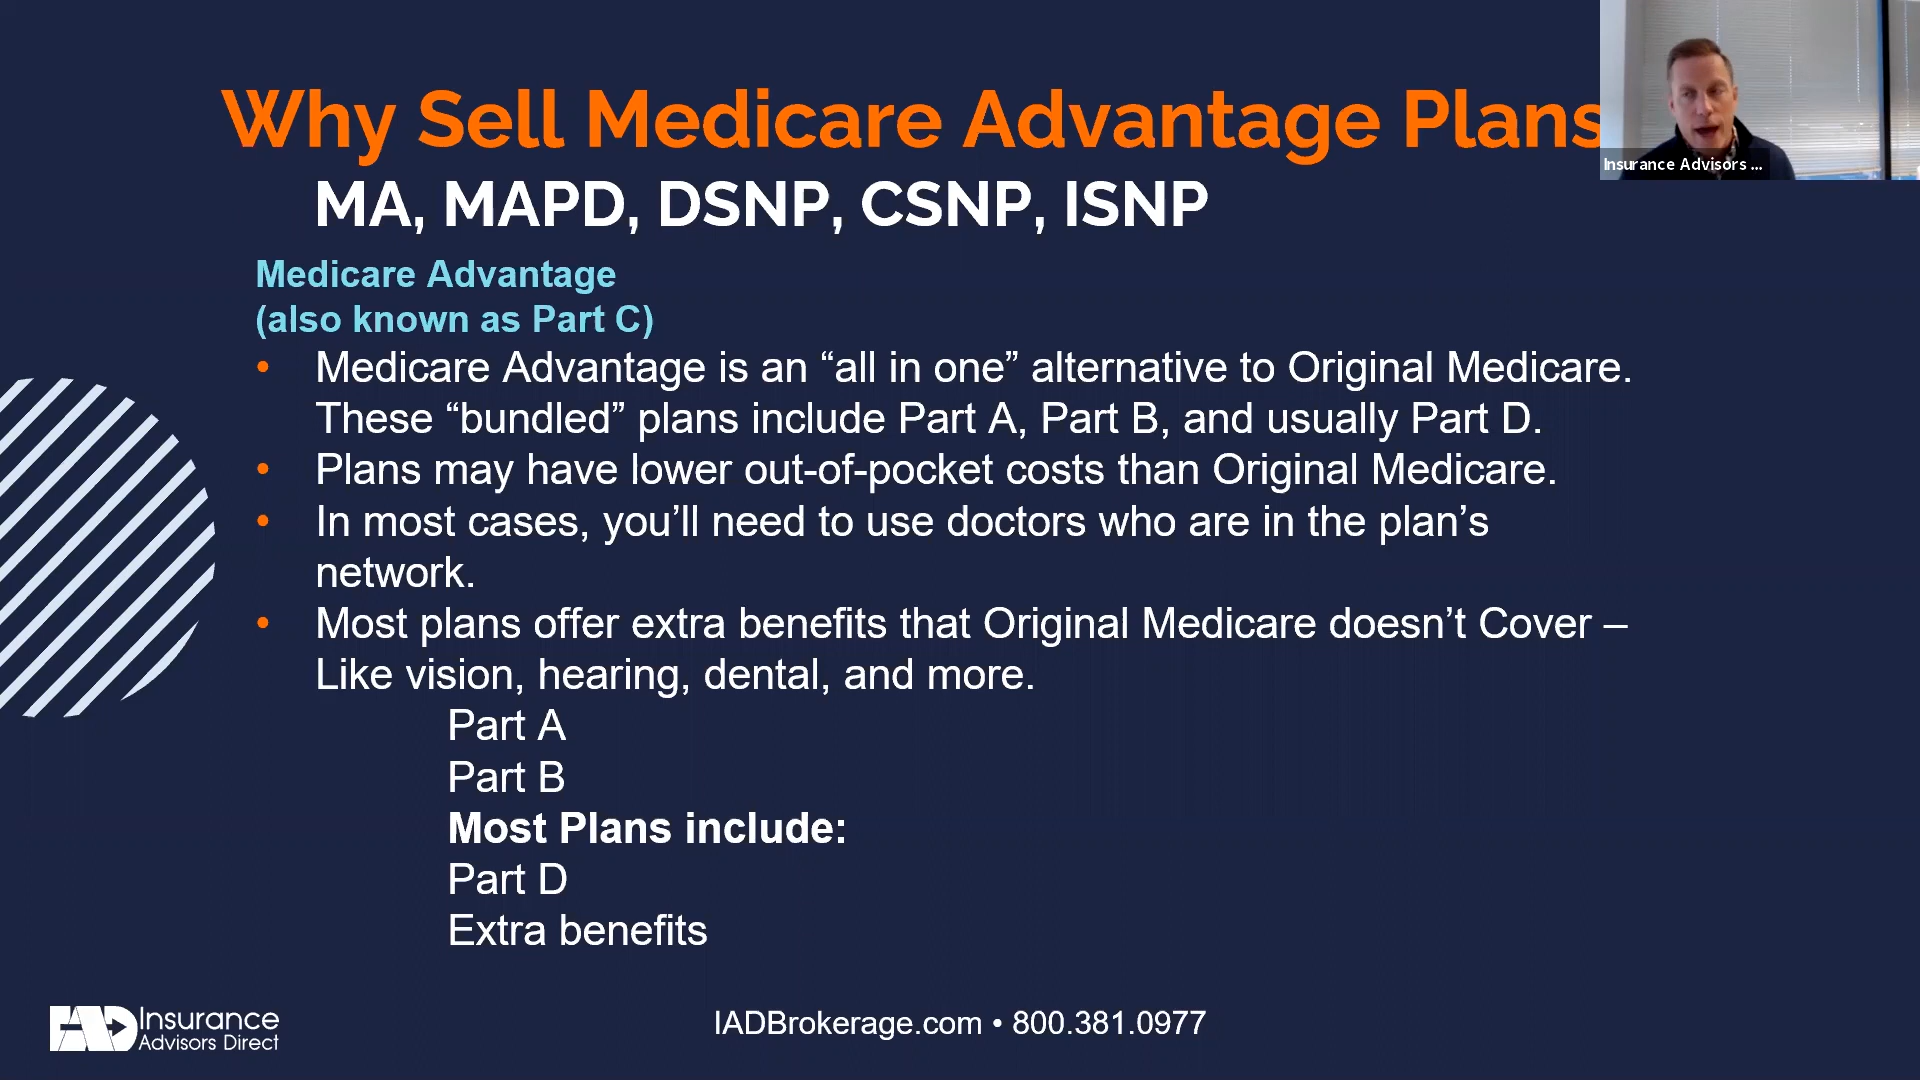 Why Sell Medicare Advantage Plans
Insurance Advisors ...
MA, MAPD, DSNP, CSNP, ISNP
Medicare Advantage
(also known as Part C)
• Medicare Advantage is an “all in one” alternative to Original Medicare.
These “bundled” plans include Part A, Part B, and usually Part D.
• Plans may have lower out-of-pocket costs than Original Medicare.
• In most cases, you’ll need to use doctors who are in the plan’s
network.
• Most plans offer extra benefits that Original Medicare doesn’t Cover –
Like vision, hearing, dental, and more.
Part A
Part B
Most Plans include:
Part D
Extra benefits
IAD Insurance
Advisors Direct
IADBrokerage.com • 800.381.0977